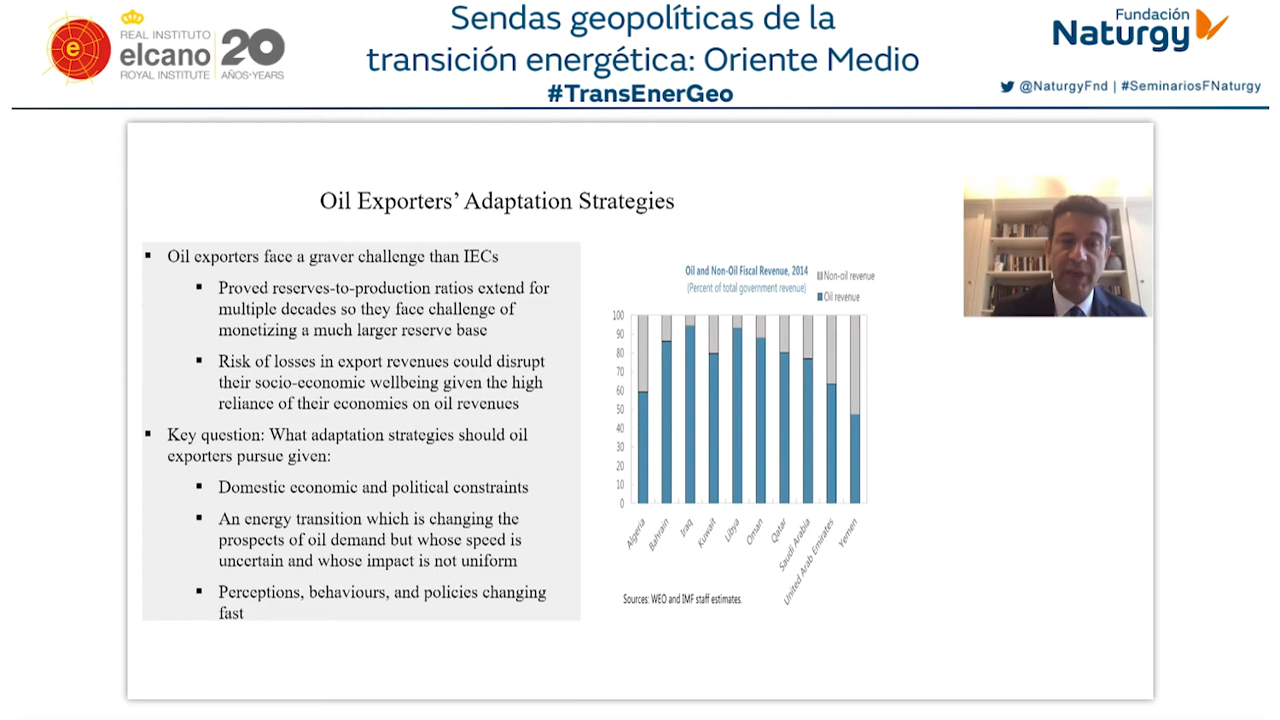 REAL INSTITUTO
elcano
ROYAL INSTITUTE
20
AÑOS·YEARS
Sendas geopolíticas de la
transición energética: Oriente Medio
#TransEnerGeo
Fundación
Naturgy
@NaturgyFnd | #SeminariosFNaturgy
Oil Exporters' Adaptation Strategies
▪ Oil exporters face a graver challenge than IECs
▪ Proved reserves-to-production ratios extend for
multiple decades so they face challenge of
monetizing a much larger reserve base
▪ Risk of losses in export revenues could disrupt
their socio-economic wellbeing given the high
reliance of their economies on oil revenues
▪ Key question: What adaptation strategies should oil
exporters pursue given:
▪ Domestic economic and political constraints
▪ An energy transition which is changing the
prospects of oil demand but whose speed is
uncertain and whose impact is not uniform
▪ Perceptions, behaviours, and policies changing
fast
Oil and Non-Oil Fiscal Revenue, 2014
(Percent of total government revenue)
Non-oil revenue
Oil revenue
100
90
80
70
60
50
40
30
20
10
0
Algeria
Bahrain
Iraq
Kuwait
Libya
Oman
Qatar
Saudi Arabia
United Arab Emirates
Yemen
Sources: WEO and IMF staff estimates.